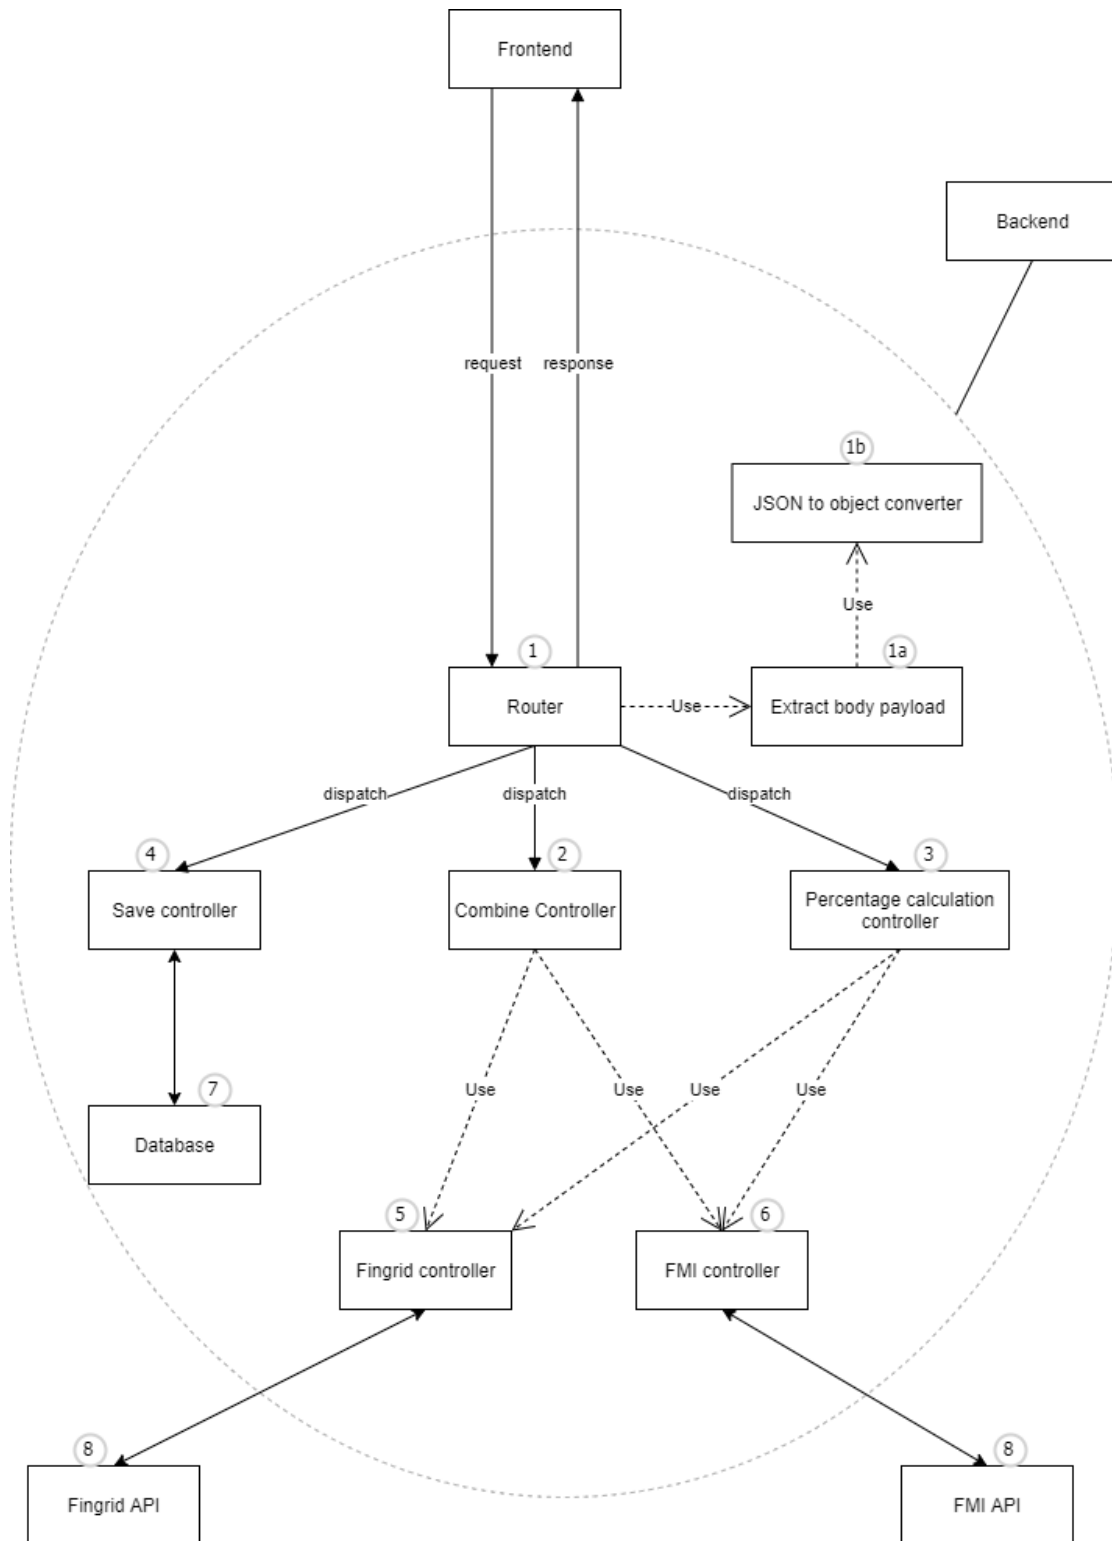 Frontend
Backend
request
response
1b
JSON to object converter
Use
1
1a
Router
Use
Extract body payload
dispatch
dispatch
dispatch
4
2
3
Save controller
Combine Controller
Percentage calculation
controller
Use
Use
Use
Use
7
Database
5
6
Fingrid controller
FMI controller
8
8
Fingrid API
FMI API